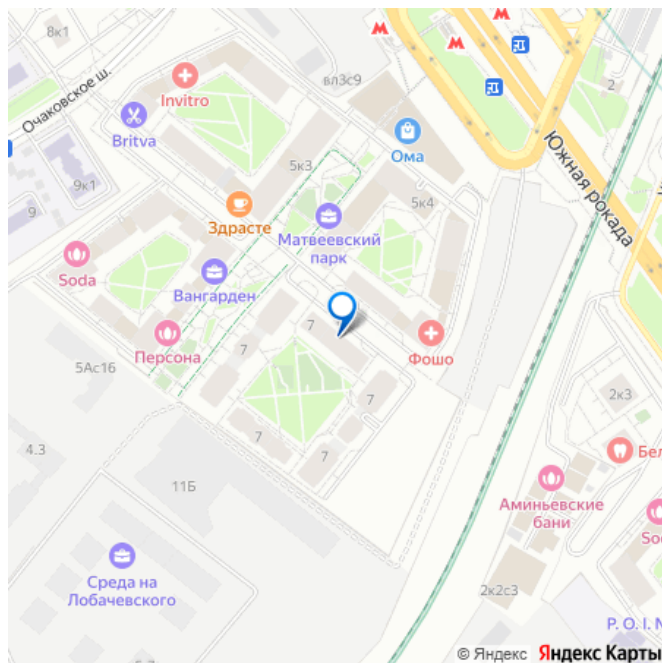 8к1
вл3с9
Очаковское ш.
Invitro
Britva
Ома
Южная рокада
9к1
9
5к3
5к4
Здрасте
Матвеевский
парк
Soda
Вангарден
Персона
7
7
Фошо
5Ас16
7
7
7
2к3
4.3
11Б
Бел
Аминьевские
бани
Soc
Среда на
Лобачевского
2к2с3
P. O. I. N
© Яндекс Яндекс Карты